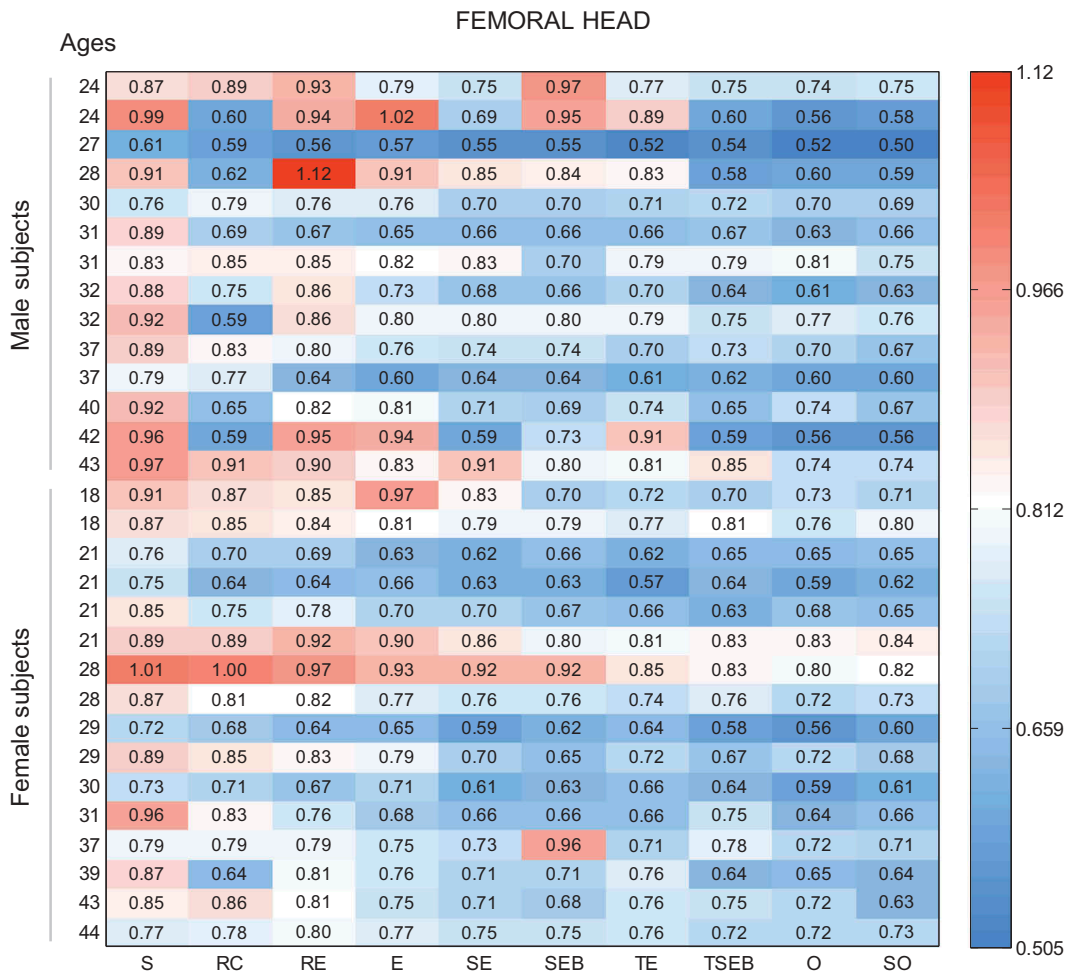 FEMORAL HEAD
Ages
24 0.87 0.89 0.93 0.79 0.75 0.97 0.77 0.75 0.74 0.75
24 0.99 0.60 0.94 1.02 0.69 0.95 0.89 0.60 0.56 0.58
27 0.61 0.59 0.56 0.57 0.55 0.55 0.52 0.54 0.52 0.50
28 0.91 0.62 1.12 0.91 0.85 0.84 0.83 0.58 0.60 0.59
30 0.76 0.79 0.76 0.76 0.70 0.70 0.71 0.72 0.70 0.69
31 0.89 0.69 0.67 0.65 0.66 0.66 0.66 0.67 0.63 0.66
31 0.83 0.85 0.85 0.82 0.83 0.70 0.79 0.79 0.81 0.75
32 0.88 0.75 0.86 0.73 0.68 0.66 0.70 0.64 0.61 0.63
32 0.92 0.59 0.86 0.80 0.80 0.80 0.79 0.75 0.77 0.76
37 0.89 0.83 0.80 0.76 0.74 0.74 0.70 0.73 0.70 0.67
37 0.79 0.77 0.64 0.60 0.64 0.64 0.61 0.62 0.60 0.60
40 0.92 0.65 0.82 0.81 0.71 0.69 0.74 0.65 0.74 0.67
42 0.96 0.59 0.95 0.94 0.59 0.73 0.91 0.59 0.56 0.56
43 0.97 0.91 0.90 0.83 0.91 0.80 0.81 0.85 0.74 0.74
Male subjects
18 0.91 0.87 0.85 0.97 0.83 0.70 0.72 0.70 0.73 0.71
18 0.87 0.85 0.84 0.81 0.79 0.79 0.77 0.81 0.76 0.80
21 0.76 0.70 0.69 0.63 0.62 0.66 0.62 0.65 0.65 0.65
21 0.75 0.64 0.64 0.66 0.63 0.63 0.57 0.64 0.59 0.62
21 0.85 0.75 0.78 0.70 0.70 0.67 0.66 0.63 0.68 0.65
21 0.89 0.89 0.92 0.90 0.86 0.80 0.81 0.83 0.83 0.84
28 1.01 1.00 0.97 0.93 0.92 0.92 0.85 0.83 0.80 0.82
28 0.87 0.81 0.82 0.77 0.76 0.76 0.74 0.76 0.72 0.73
29 0.72 0.68 0.64 0.65 0.59 0.62 0.64 0.58 0.56 0.60
29 0.89 0.85 0.83 0.79 0.70 0.65 0.72 0.67 0.72 0.68
30 0.73 0.71 0.67 0.71 0.61 0.63 0.66 0.64 0.59 0.61
31 0.96 0.83 0.76 0.68 0.66 0.66 0.66 0.75 0.64 0.66
37 0.79 0.79 0.79 0.75 0.73 0.96 0.71 0.78 0.72 0.71
39 0.87 0.64 0.81 0.76 0.71 0.71 0.76 0.64 0.65 0.64
43 0.85 0.86 0.81 0.75 0.71 0.68 0.76 0.75 0.72 0.63
44 0.77 0.78 0.80 0.77 0.75 0.75 0.76 0.72 0.72 0.73
Female subjects
S RC RE E SE SEB TE TSEB O SO
1.12
0.966
0.812
0.659
0.505